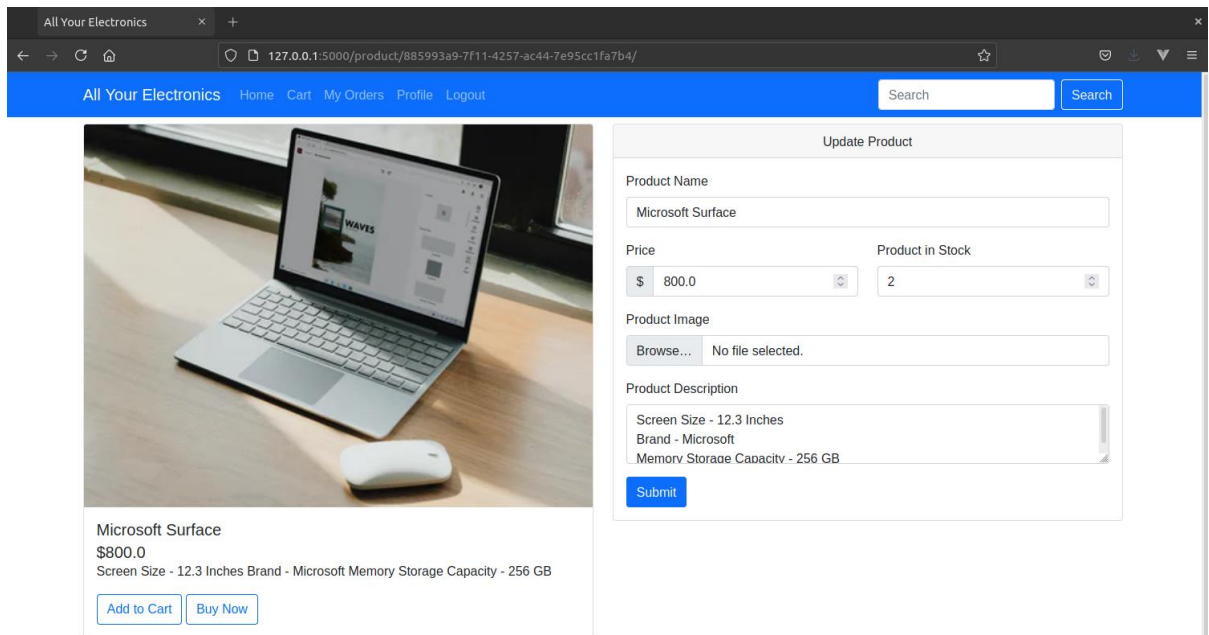 All Your Electronics
127.0.0.1:5000/product/885993a9-7f11-4257-ac44-7e95cc1fa7b4/
All Your Electronics Home Cart My Orders Profile Logout Search Search
WAVES
Microsoft Surface
$800.0
Screen Size - 12.3 Inches Brand - Microsoft Memory Storage Capacity - 256 GB
Add to Cart Buy Now
Update Product
Product Name
Microsoft Surface
Price Product in Stock
$ 800.0 2
Product Image
Browse... No file selected.
Product Description
Screen Size - 12.3 Inches
Brand - Microsoft
Memory Storage Capacity - 256 GB
Submit